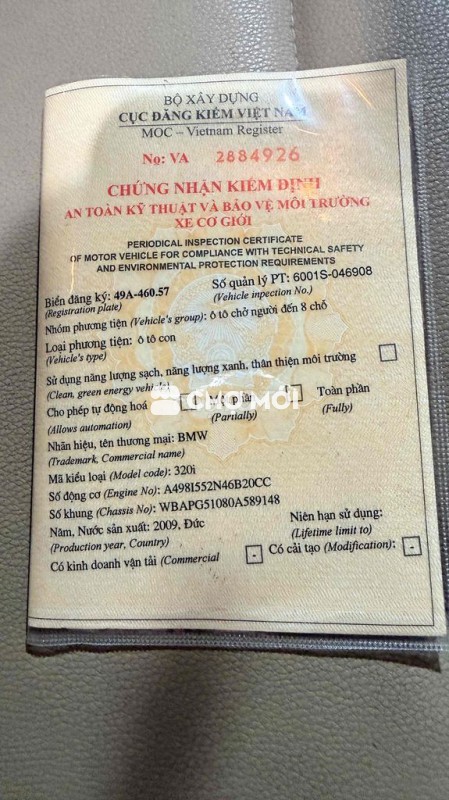 BỘ XÂY DỰNG
CỤC ĐĂNG KIỂM VIỆT NAM
MOC – Vietnam Register
No: VA 2884926
CHỨNG NHẬN KIỂM ĐỊNH
AN TOÀN KỸ THUẬT VÀ BẢO VỆ MÔI TRƯỜNG
XE CƠ GIỚI
PERIODICAL INSPECTION CERTIFICATE
OF MOTOR VEHICLE FOR COMPLIANCE WITH TECHNICAL SAFETY
AND ENVIRONMENTAL PROTECTION REQUIREMENTS
Biển đăng ký: 49A-460.57 Số quản lý PT: 6001S-046908
(Registration plate) (Vehicle inpection No.)
Nhóm phương tiện (Vehicle's group): ô tô chở người đến 8 chỗ
Loại phương tiện: ô tô con
(Vehicle's type)
Sử dụng năng lượng sạch, năng lượng xanh, thân thiện môi trường
(Clean, green energy vehicle)
CHỢ TỐT
Cho phép tự động hoá Một phần Toàn phần
(Allows automation) (Partially) (Fully)
Nhãn hiệu, tên thương mại: BMW
(Trademark, Commercial name)
Mã kiểu loại (Model code): 320i
Số động cơ (Engine No): A498I552N46B20CC
Số khung (Chassis No): WBAPG51080A589148
Năm, Nước sản xuất: 2009, Đức Niên hạn sử dụng:
(Production year, Country) (Lifetime limit to)
Có kinh doanh vận tải (Commercial - Có cải tạo (Modification): -